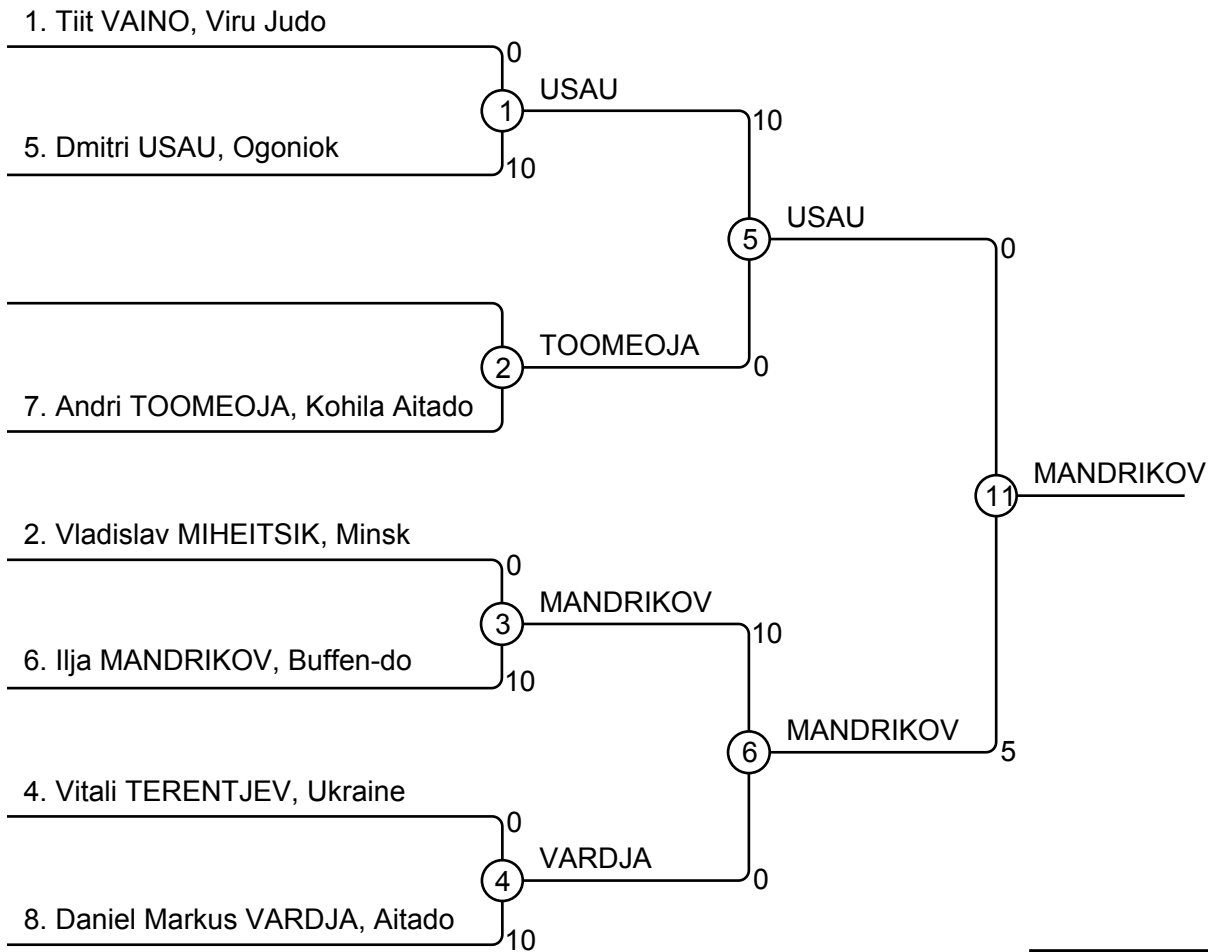 1. Tiit VAINO, Viru Judo
0
USAU
1
10
5. Dmitri USAU, Ogoniok
10
USAU
5
0
TOOMEOJA
2
0
7. Andri TOOMEOJA, Kohila Aitado
MANDRIKOV
11
2. Vladislav MIHEITSIK, Minsk
0
MANDRIKOV
3
10
6. Ilja MANDRIKOV, Buffen-do
10
MANDRIKOV
6
5
4. Vitali TERENTJEV, Ukraine
0
VARDJA
4
0
8. Daniel Markus VARDJA, Aitado
10